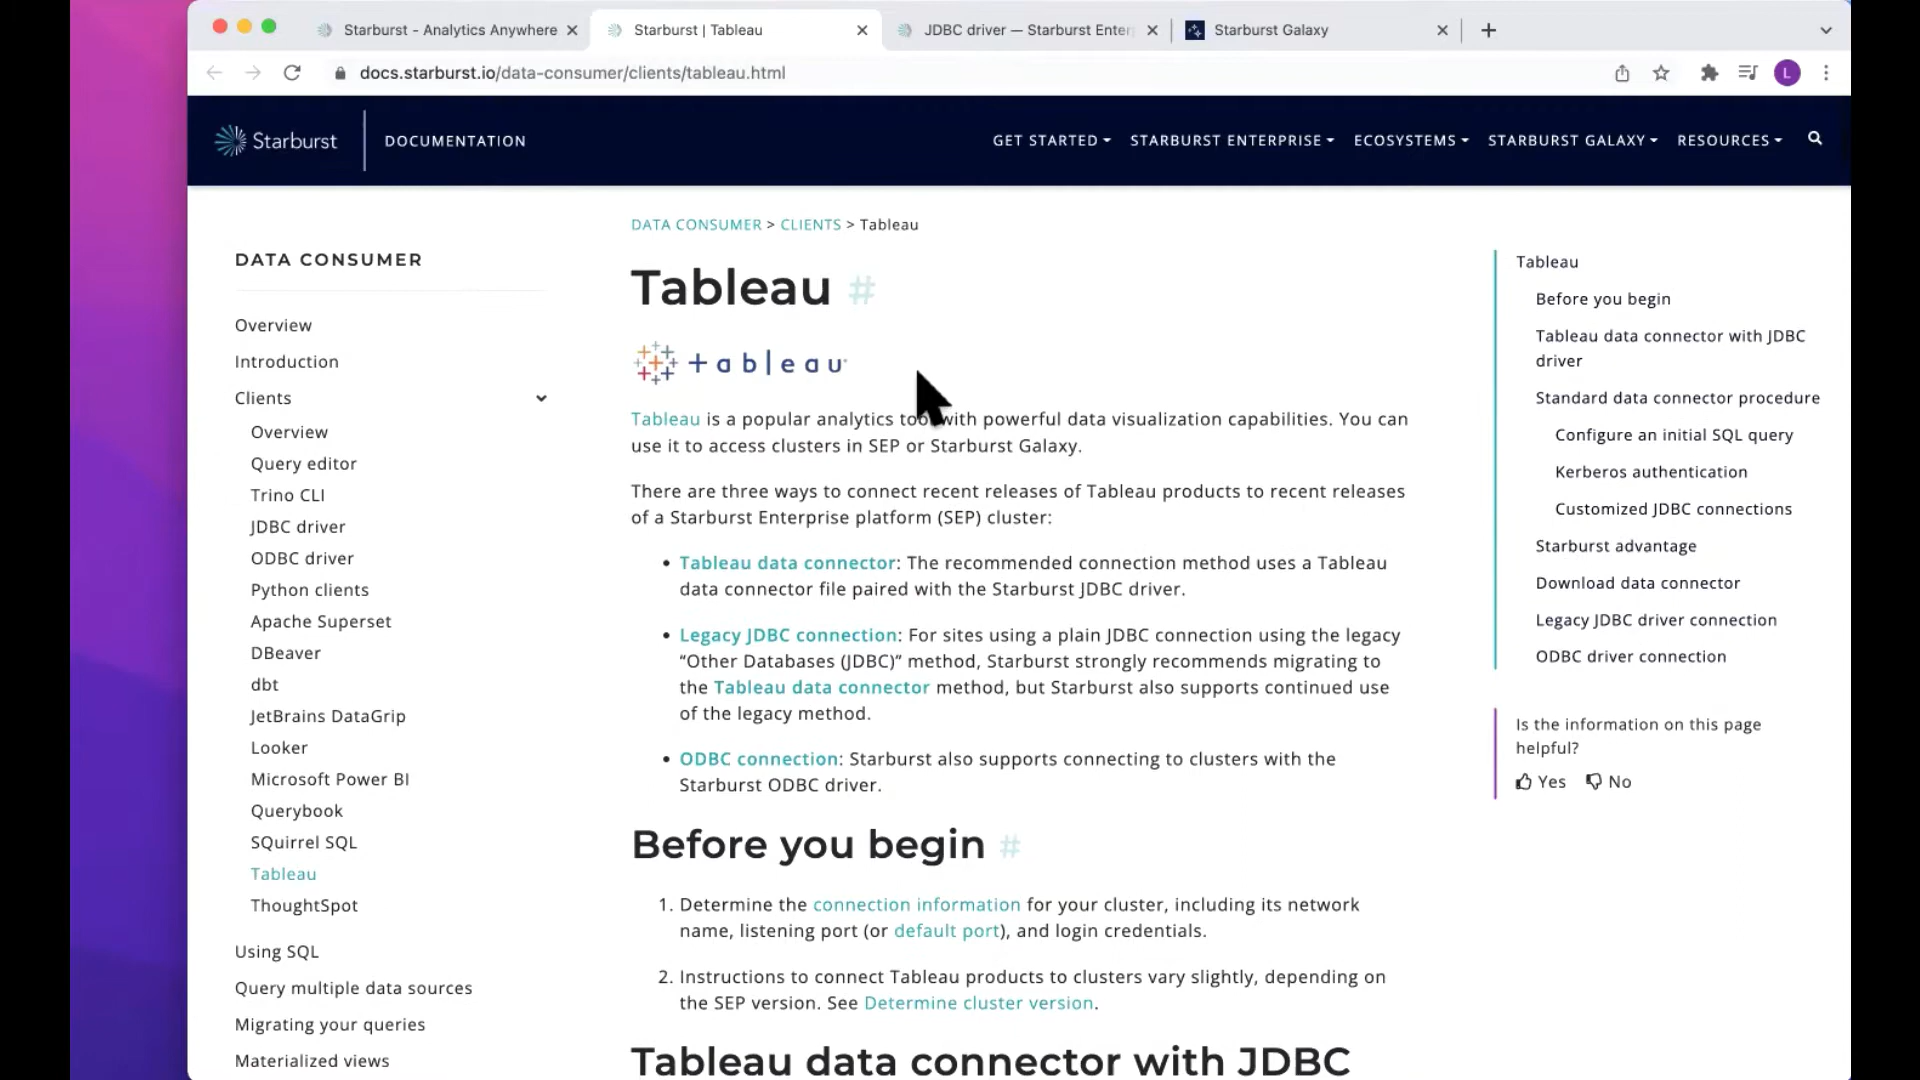 Starburst - Analytics Anywhere
Starburst | Tableau
JDBC driver — Starburst Enter
Starburst Galaxy
docs.starburst.io/data-consumer/clients/tableau.html
L
Starburst
DOCUMENTATION
GET STARTED
STARBURST ENTERPRISE
ECOSYSTEMS
STARBURST GALAXY
RESOURCES
DATA CONSUMER
Overview
Introduction
Clients
Overview
Query editor
Trino CLI
JDBC driver
ODBC driver
Python clients
Apache Superset
DBeaver
dbt
JetBrains DataGrip
Looker
Microsoft Power BI
Querybook
SQuirrel SQL
Tableau
ThoughtSpot
Using SQL
Query multiple data sources
Migrating your queries
Materialized views
DATA CONSUMER > CLIENTS > Tableau
Tableau #
+ a b | e a u
Tableau is a popular analytics tool with powerful data visualization capabilities. You can
use it to access clusters in SEP or Starburst Galaxy.
There are three ways to connect recent releases of Tableau products to recent releases
of a Starburst Enterprise platform (SEP) cluster:
• Tableau data connector: The recommended connection method uses a Tableau
data connector file paired with the Starburst JDBC driver.
• Legacy JDBC connection: For sites using a plain JDBC connection using the legacy
“Other Databases (JDBC)” method, Starburst strongly recommends migrating to
the Tableau data connector method, but Starburst also supports continued use
of the legacy method.
• ODBC connection: Starburst also supports connecting to clusters with the
Starburst ODBC driver.
Before you begin #
1. Determine the connection information for your cluster, including its network
name, listening port (or default port), and login credentials.
2. Instructions to connect Tableau products to clusters vary slightly, depending on
the SEP version. See Determine cluster version.
Tableau data connector with JDBC
Tableau
Before you begin
Tableau data connector with JDBC
driver
Standard data connector procedure
Configure an initial SQL query
Kerberos authentication
Customized JDBC connections
Starburst advantage
Download data connector
Legacy JDBC driver connection
ODBC driver connection
Is the information on this page
helpful?
Yes No